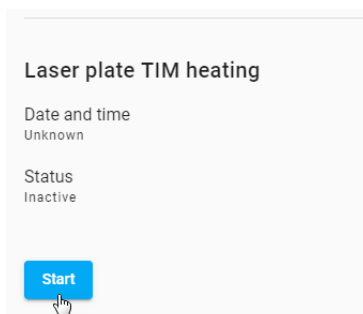 Laser plate TIM heating
Date and time
Unknown
Status
Inactive
Start